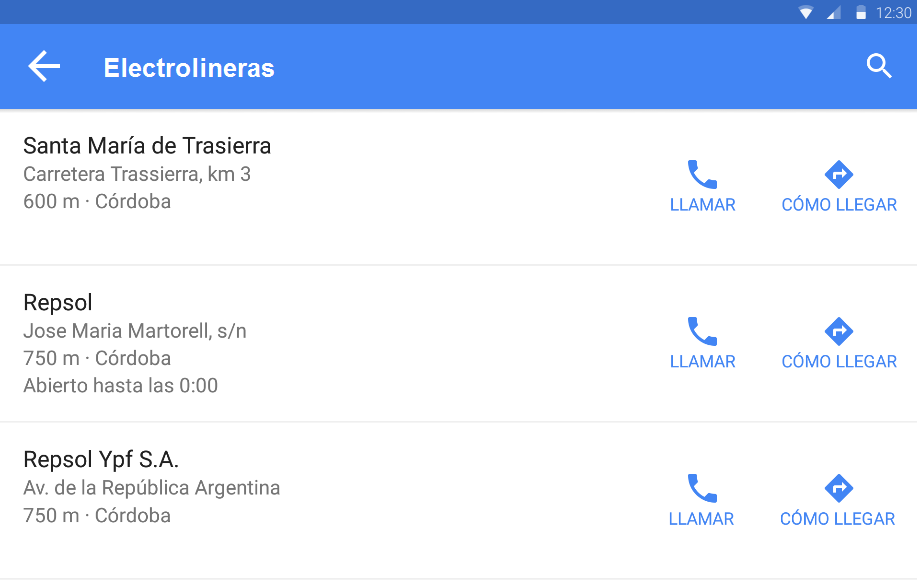 12:30
Electrolineras
Santa María de Trasierra
Carretera Trassierra, km 3
600 m · Córdoba
LLAMAR
CÓMO LLEGAR
Repsol
Jose Maria Martorell, s/n
750 m · Córdoba
Abierto hasta las 0:00
LLAMAR
CÓMO LLEGAR
Repsol Ypf S.A.
Av. de la República Argentina
750 m · Córdoba
LLAMAR
CÓMO LLEGAR